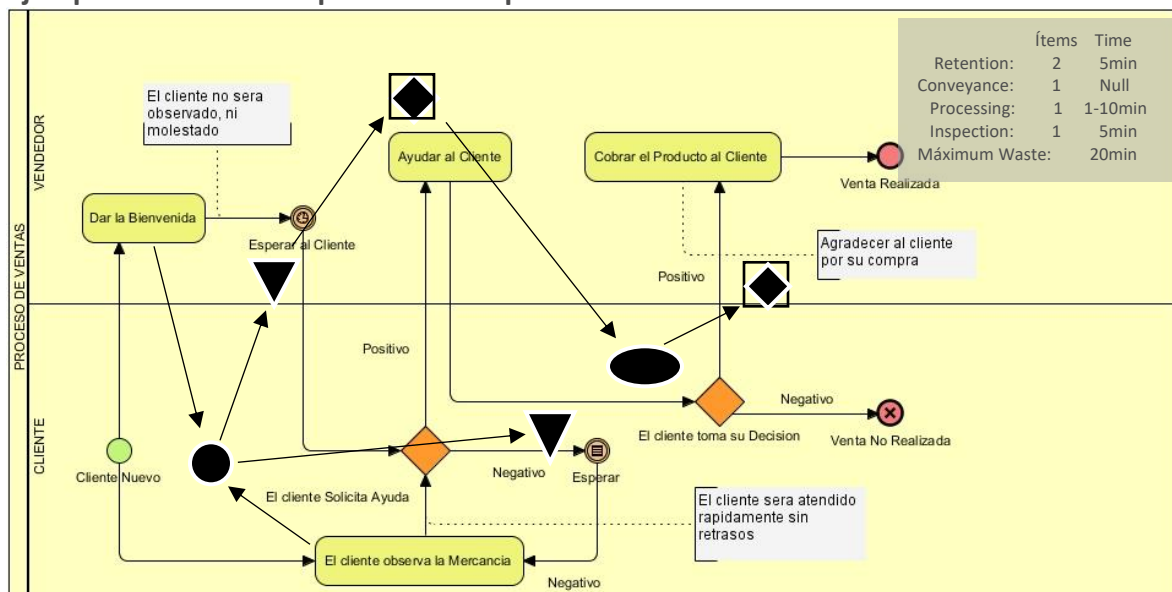 Ítems Time
Retention: 2 5min
Conveyance: 1 Null
Processing: 1 1-10min
Inspection: 1 5min
Máximum Waste: 20min
PROCESO DE VENTAS
VENDEDOR
El cliente no sera
observado, ni
molestado
Ayudar al Cliente
Cobrar el Producto al Cliente
Venta Realizada
Dar la Bienvenida
Esperar al Cliente
Agradecer al cliente
por su compra
Positivo
CLIENTE
Positivo
Negativo
El cliente toma su Decision
Venta No Realizada
Cliente Nuevo
Negativo
Esperar
El cliente Solicita Ayuda
El cliente sera atendido
rapidamente sin
retrasos
El cliente observa la Mercancia
Negativo